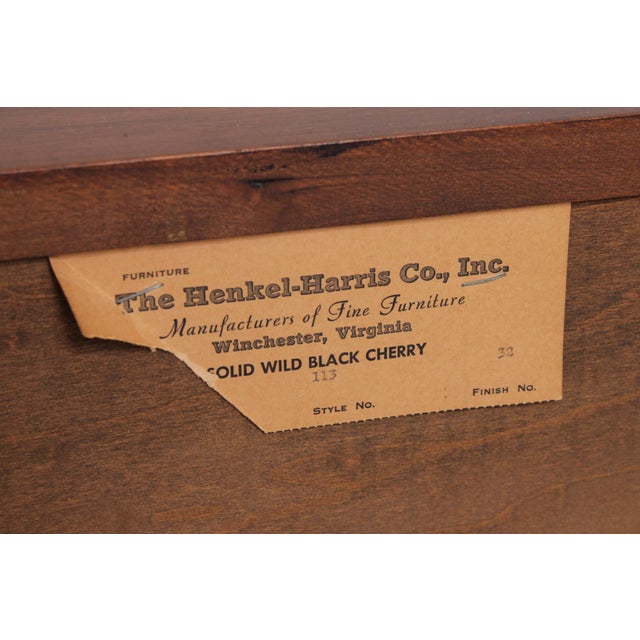 FURNITURE
The Henkel-Harris Co., Inc.
Manufacturers of Fine Furniture
Winchester, Virginia
SOLID WILD BLACK CHERRY
113 32
STYLE NO. FINISH NO.